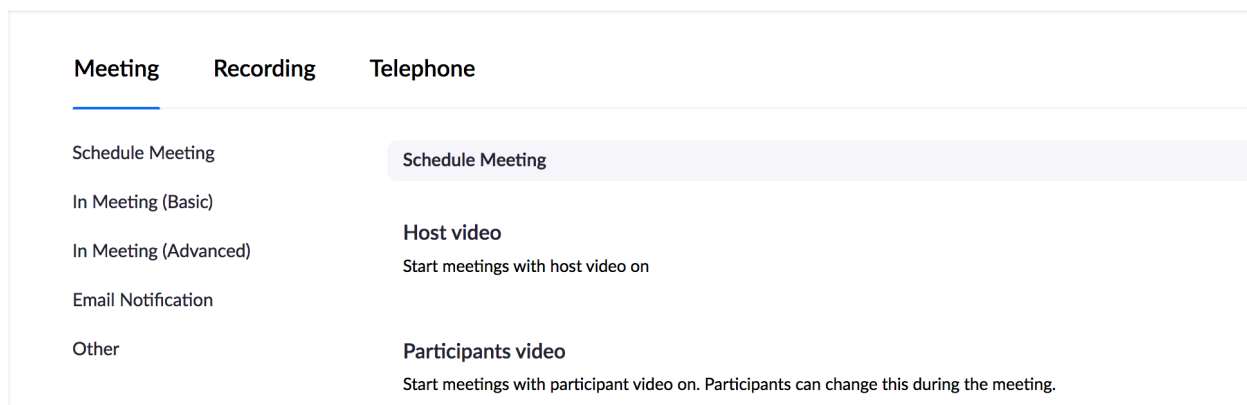 Meeting Recording Telephone
Schedule Meeting
In Meeting (Basic)
In Meeting (Advanced)
Email Notification
Other
Schedule Meeting
Host video
Start meetings with host video on
Participants video
Start meetings with participant video on. Participants can change this during the meeting.